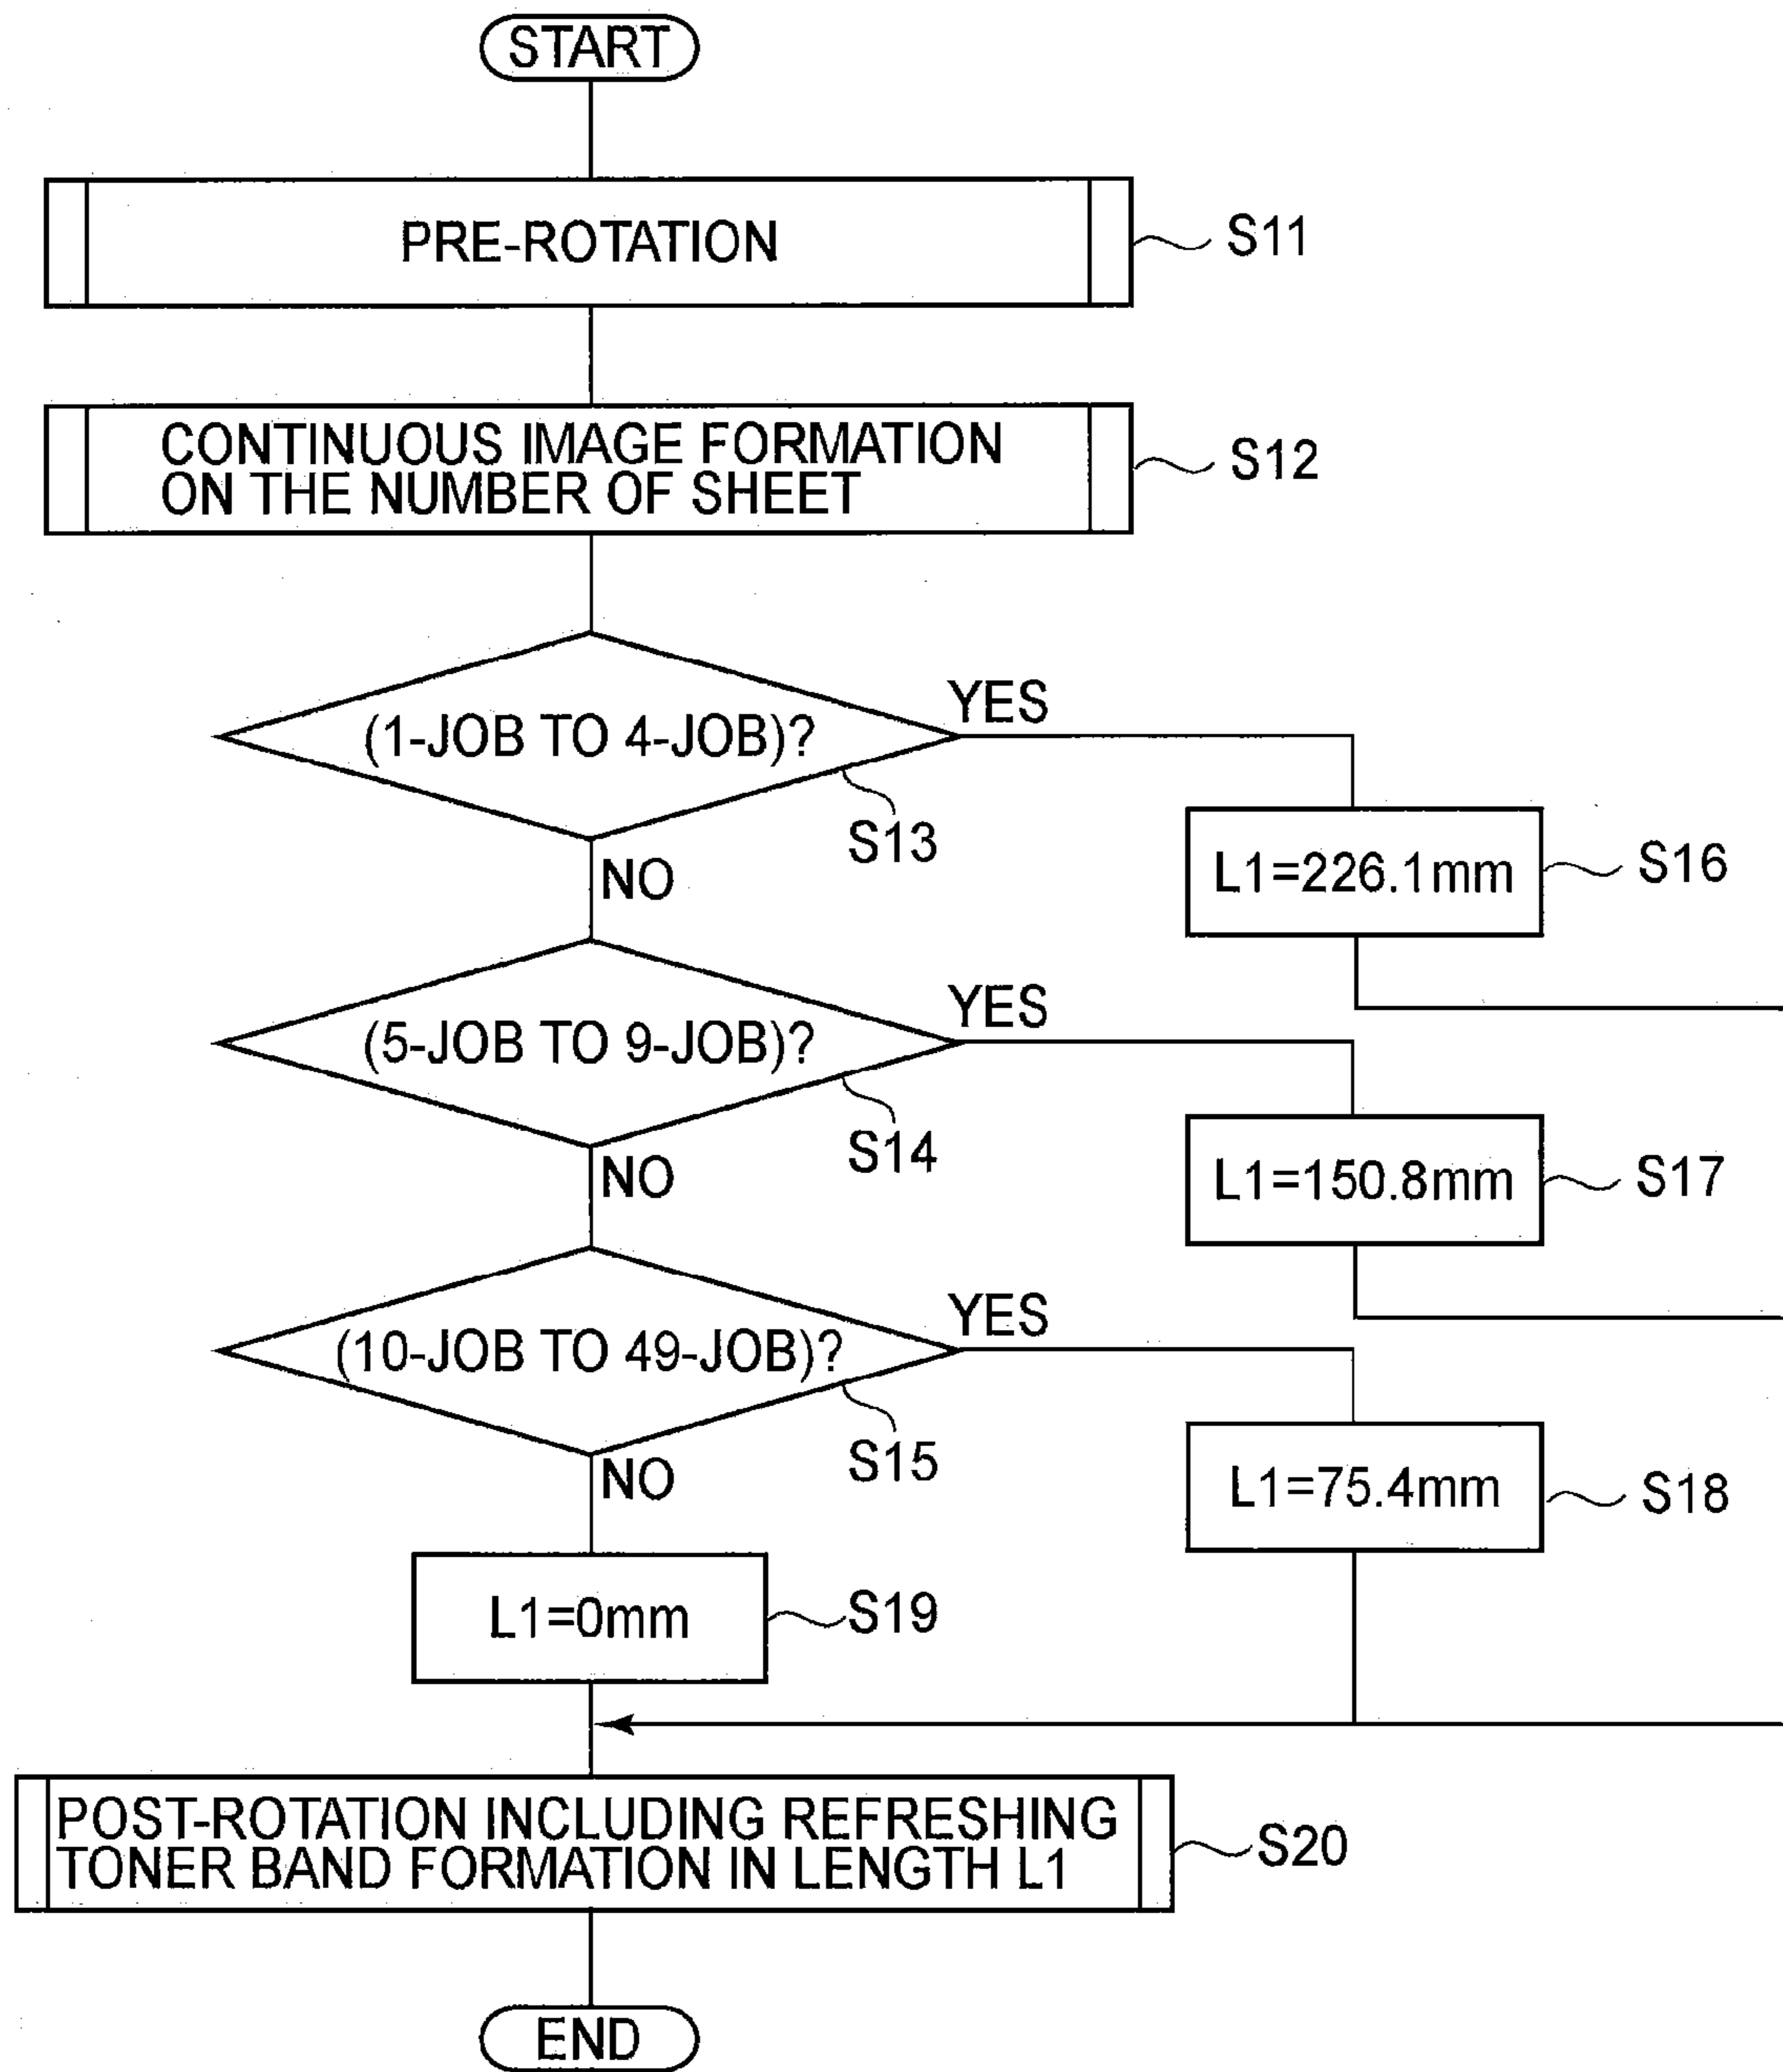 START
PRE-ROTATION
S11
CONTINUOUS IMAGE FORMATION
ON THE NUMBER OF SHEET
S12
(1-JOB TO 4-JOB)?
YES
S13
NO
L1=226.1mm
S16
(5-JOB TO 9-JOB)?
YES
S14
NO
L1=150.8mm
S17
(10-JOB TO 49-JOB)?
YES
S15
NO
L1=75.4mm
S18
L1=0mm
S19
POST-ROTATION INCLUDING REFRESHING
TONER BAND FORMATION IN LENGTH L1
S20
END